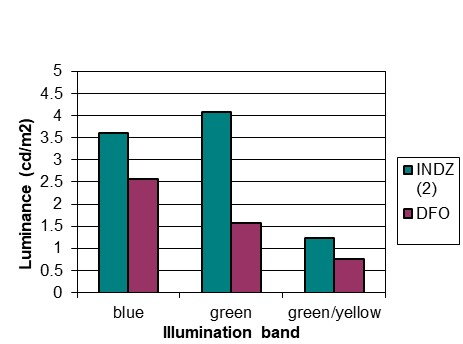 Luminance (cd/m2)
5
4.5
4
3.5
3
2.5
2
1.5
1
0.5
0
blue green green/yellow
Illumination band
INDZ
(2)
DFO